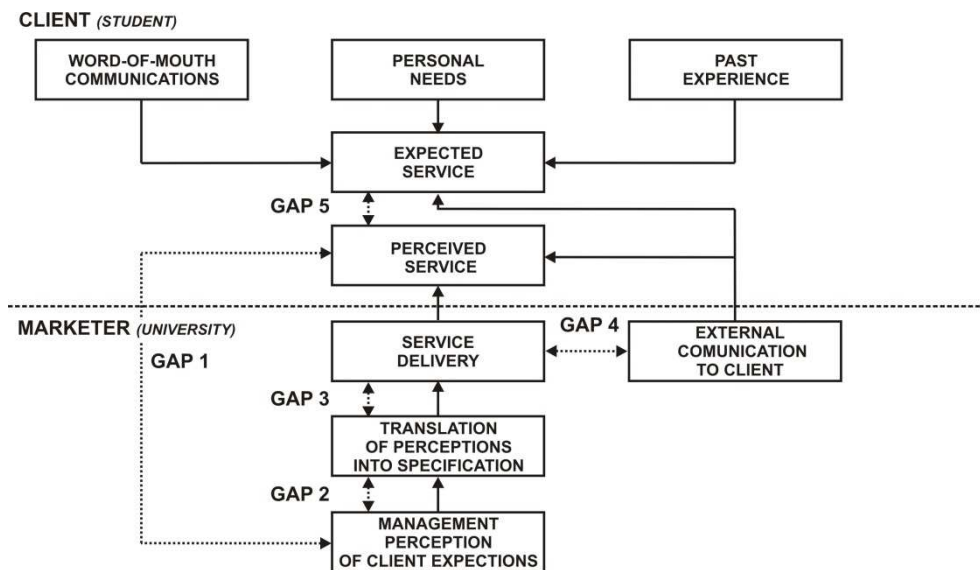 CLIENT (STUDENT)
WORD-OF-MOUTH
COMMUNICATIONS
PERSONAL
NEEDS
PAST
EXPERIENCE
EXPECTED
SERVICE
GAP 5
PERCEIVED
SERVICE
MARKETER (UNIVERSITY)
GAP 1
SERVICE
DELIVERY
GAP 4
EXTERNAL
COMUNICATION
TO CLIENT
GAP 3
TRANSLATION
OF PERCEPTIONS
INTO SPECIFICATION
GAP 2
MANAGEMENT
PERCEPTION
OF CLIENT EXPECTIONS